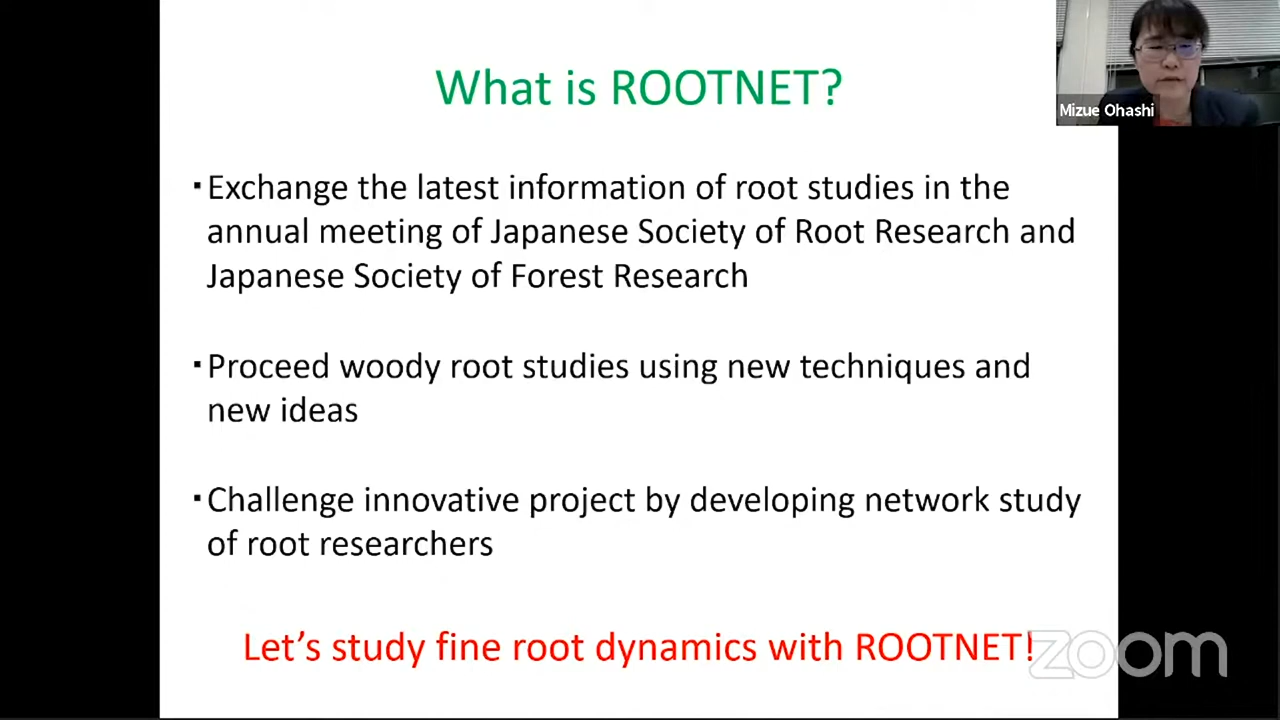 What is ROOTNET?
Mizue Ohashi
▪Exchange the latest information of root studies in the
annual meeting of Japanese Society of Root Research and
Japanese Society of Forest Research
▪Proceed woody root studies using new techniques and
new ideas
▪Challenge innovative project by developing network study
of root researchers
Let’s study fine root dynamics with ROOTNET!
zoom